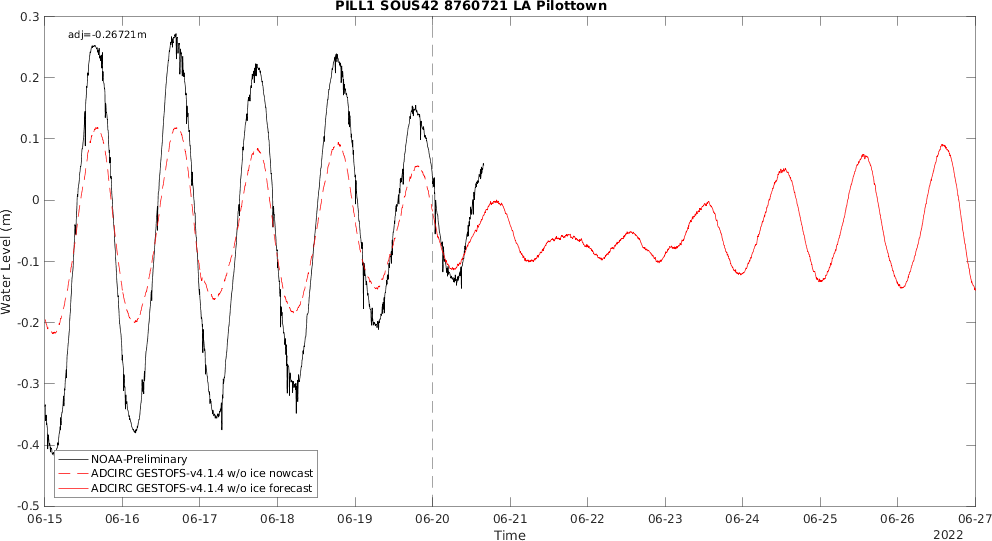 PILL1 SOUS42 8760721 LA Pilottown
adj=-0.26721m
Water Level (m)
0.3
0.2
0.1
0
-0.1
-0.2
-0.3
-0.4
-0.5
NOAA-Preliminary
ADCIRC GESTOFS-v4.1.4 w/o ice nowcast
ADCIRC GESTOFS-v4.1.4 w/o ice forecast
06-15 06-16 06-17 06-18 06-19 06-20 06-21 06-22 06-23 06-24 06-25 06-26 06-27
Time
2022